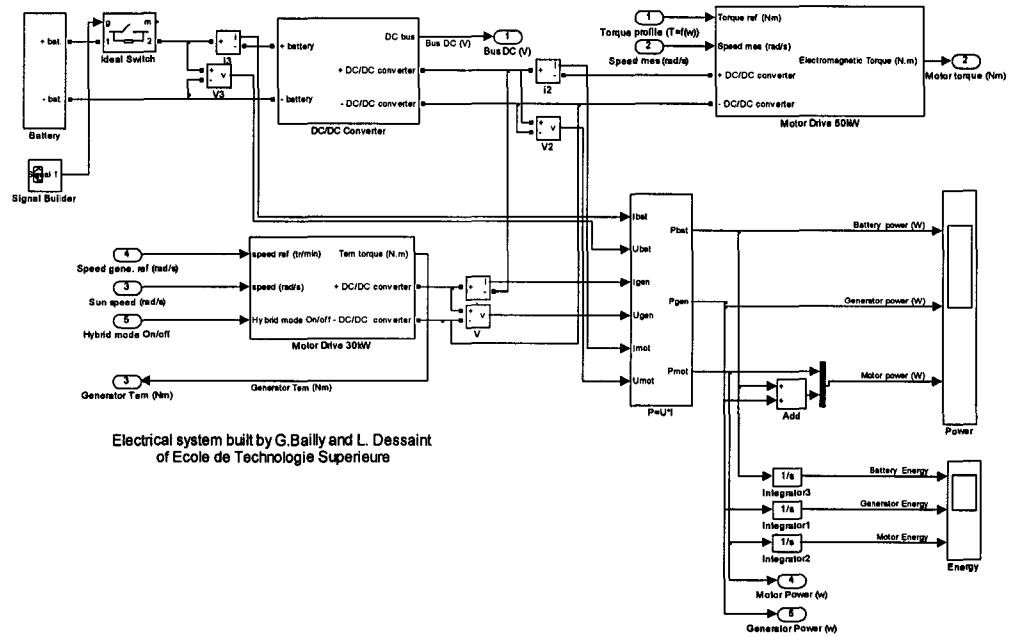 g m
1 2
Ideal Switch
+ bat
- bat
Battery
Signal 1
Signal Builder
i
i3
v
V3
+ battery
- battery
DC bus
+ DC/DC converter
- DC/DC converter
DC/DC Converter
Bus DC (V)
1
Bus DC (V)
i
i2
v
V2
1
Torque profile (T=f(w))
2
Speed mes (rad/s)
Torque ref (Nm)
Speed mes (rad/s)
+ DC/DC converter
- DC/DC converter
Electromagnetic Torque (N.m)
Motor Drive 50kW
2
Motor torque (Nm)
4
Speed gene. ref (rad/s)
3
Sun speed (rad/s)
5
Hybrid mode On/off
speed ref (tr/min)
speed (rad/s)
Hybrid mode On/off
Tem torque (N.m)
+ DC/DC converter
- DC/DC converter
Motor Drive 30kW
i
v
V
3
Generator Tem (Nm)
Generator Tem (Nm)
Ibat
Ubat
Igen
Ugen
Imot
Umot
Pbat
Pgen
Pmot
P=U*I
Battery power (W)
Generator power (W)
Motor power (W)
Add
Power
1/s
Integrator3
1/s
Integrator1
1/s
Integrator2
Battery Energy
Generator Energy
Motor Energy
Energy
4
Motor Power (w)
5
Generator Power (w)
Electrical system built by G.Bailly and L. Dessaint
of Ecole de Technologie Superieure